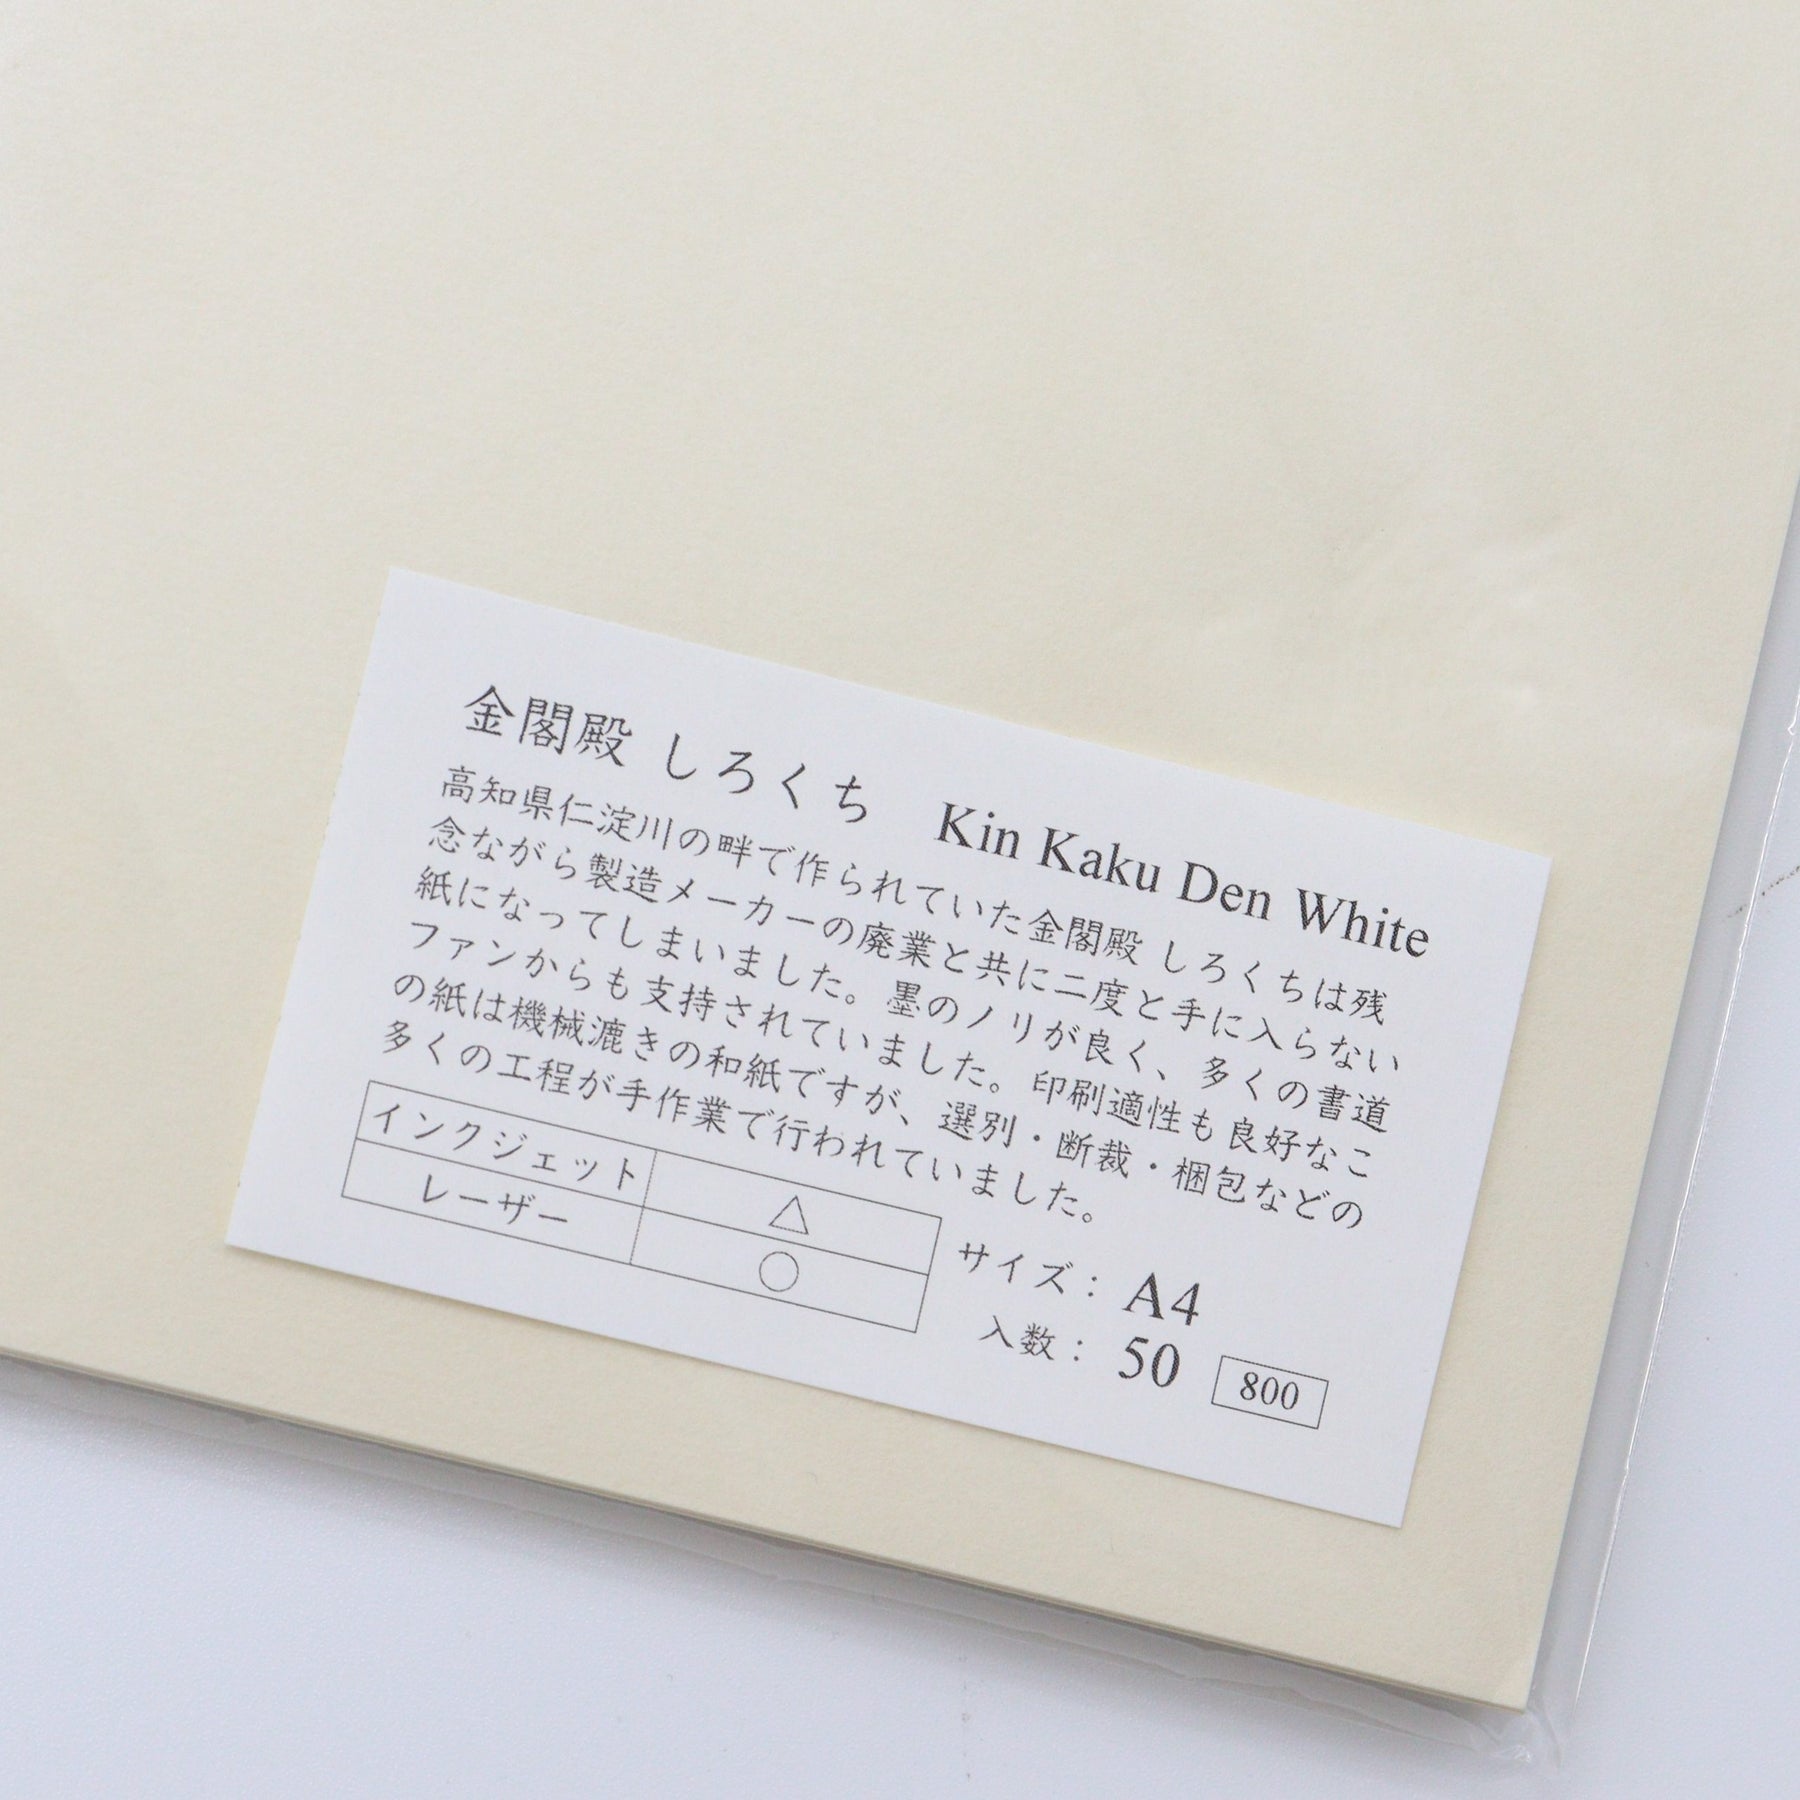 金閣殿 しろくち　Kin Kaku Den White
高知県仁淀川の畔で作られていた金閣殿 しろくちは残
念ながら製造メーカーの廃業と共に二度と手に入らない
紙になってしまいました。墨のノリが良く、多くの書道
ファンからも支持されていました。印刷適性も良好なこ
の紙は機械漉きの和紙ですが、選別・断裁・梱包などの
多くの工程が手作業で行われていました。
インクジェット △
レーザー ○
サイズ： A4
入数： 50 800